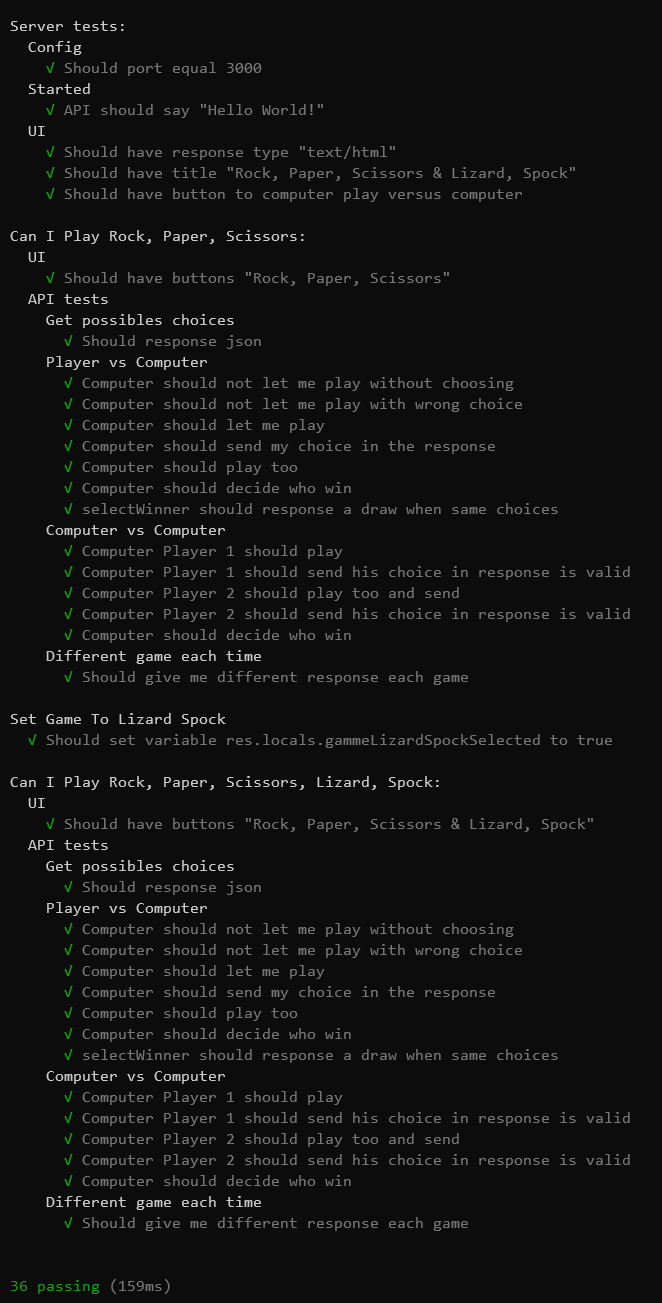 Server tests:
Config
√ Should port equal 3000
Started
√ API should say "Hello World!"
UI
√ Should have response type "text/html"
√ Should have title "Rock, Paper, Scissors & Lizard, Spock"
√ Should have button to computer play versus computer
Can I Play Rock, Paper, Scissors:
UI
√ Should have buttons "Rock, Paper, Scissors"
API tests
Get possibles choices
√ Should response json
Player vs Computer
√ Computer should not let me play without choosing
√ Computer should not let me play with wrong choice
√ Computer should let me play
√ Computer should send my choice in the response
√ Computer should play too
√ Computer should decide who win
√ selectWinner should response a draw when same choices
Computer vs Computer
√ Computer Player 1 should play
√ Computer Player 1 should send his choice in response is valid
√ Computer Player 2 should play too and send
√ Computer Player 2 should send his choice in response is valid
√ Computer should decide who win
Different game each time
√ Should give me different response each game
Set Game To Lizard Spock
√ Should set variable res.locals.gammeLizardSpockSelected to true
Can I Play Rock, Paper, Scissors, Lizard, Spock:
UI
√ Should have buttons "Rock, Paper, Scissors & Lizard, Spock"
API tests
Get possibles choices
√ Should response json
Player vs Computer
√ Computer should not let me play without choosing
√ Computer should not let me play with wrong choice
√ Computer should let me play
√ Computer should send my choice in the response
√ Computer should play too
√ Computer should decide who win
√ selectWinner should response a draw when same choices
Computer vs Computer
√ Computer Player 1 should play
√ Computer Player 1 should send his choice in response is valid
√ Computer Player 2 should play too and send
√ Computer Player 2 should send his choice in response is valid
√ Computer should decide who win
Different game each time
√ Should give me different response each game
36 passing (159ms)